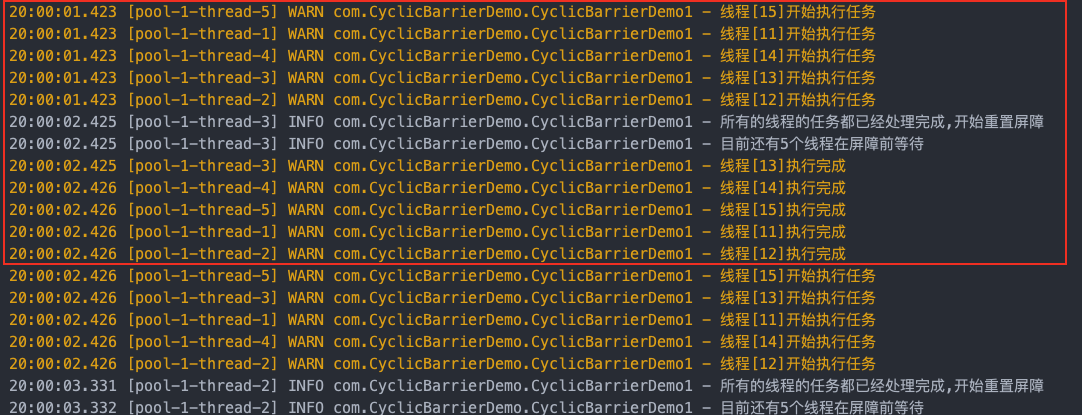 20:00:01.423 [pool-1-thread-5] WARN com.CyclicBarrierDemo.CyclicBarrierDemo1 - 线程[15]开始执行任务
20:00:01.423 [pool-1-thread-1] WARN com.CyclicBarrierDemo.CyclicBarrierDemo1 - 线程[11]开始执行任务
20:00:01.423 [pool-1-thread-4] WARN com.CyclicBarrierDemo.CyclicBarrierDemo1 - 线程[14]开始执行任务
20:00:01.423 [pool-1-thread-3] WARN com.CyclicBarrierDemo.CyclicBarrierDemo1 - 线程[13]开始执行任务
20:00:01.423 [pool-1-thread-2] WARN com.CyclicBarrierDemo.CyclicBarrierDemo1 - 线程[12]开始执行任务
20:00:02.425 [pool-1-thread-3] INFO com.CyclicBarrierDemo.CyclicBarrierDemo1 - 所有的线程的任务都已经处理完成,开始重置屏障
20:00:02.425 [pool-1-thread-3] INFO com.CyclicBarrierDemo.CyclicBarrierDemo1 - 目前还有5个线程在屏障前等待
20:00:02.425 [pool-1-thread-3] WARN com.CyclicBarrierDemo.CyclicBarrierDemo1 - 线程[13]执行完成
20:00:02.426 [pool-1-thread-4] WARN com.CyclicBarrierDemo.CyclicBarrierDemo1 - 线程[14]执行完成
20:00:02.426 [pool-1-thread-5] WARN com.CyclicBarrierDemo.CyclicBarrierDemo1 - 线程[15]执行完成
20:00:02.426 [pool-1-thread-1] WARN com.CyclicBarrierDemo.CyclicBarrierDemo1 - 线程[11]执行完成
20:00:02.426 [pool-1-thread-2] WARN com.CyclicBarrierDemo.CyclicBarrierDemo1 - 线程[12]执行完成
20:00:02.426 [pool-1-thread-5] WARN com.CyclicBarrierDemo.CyclicBarrierDemo1 - 线程[15]开始执行任务
20:00:02.426 [pool-1-thread-3] WARN com.CyclicBarrierDemo.CyclicBarrierDemo1 - 线程[13]开始执行任务
20:00:02.426 [pool-1-thread-1] WARN com.CyclicBarrierDemo.CyclicBarrierDemo1 - 线程[11]开始执行任务
20:00:02.426 [pool-1-thread-4] WARN com.CyclicBarrierDemo.CyclicBarrierDemo1 - 线程[14]开始执行任务
20:00:02.426 [pool-1-thread-2] WARN com.CyclicBarrierDemo.CyclicBarrierDemo1 - 线程[12]开始执行任务
20:00:03.331 [pool-1-thread-2] INFO com.CyclicBarrierDemo.CyclicBarrierDemo1 - 所有的线程的任务都已经处理完成,开始重置屏障
20:00:03.332 [pool-1-thread-2] INFO com.CyclicBarrierDemo.CyclicBarrierDemo1 - 目前还有5个线程在屏障前等待